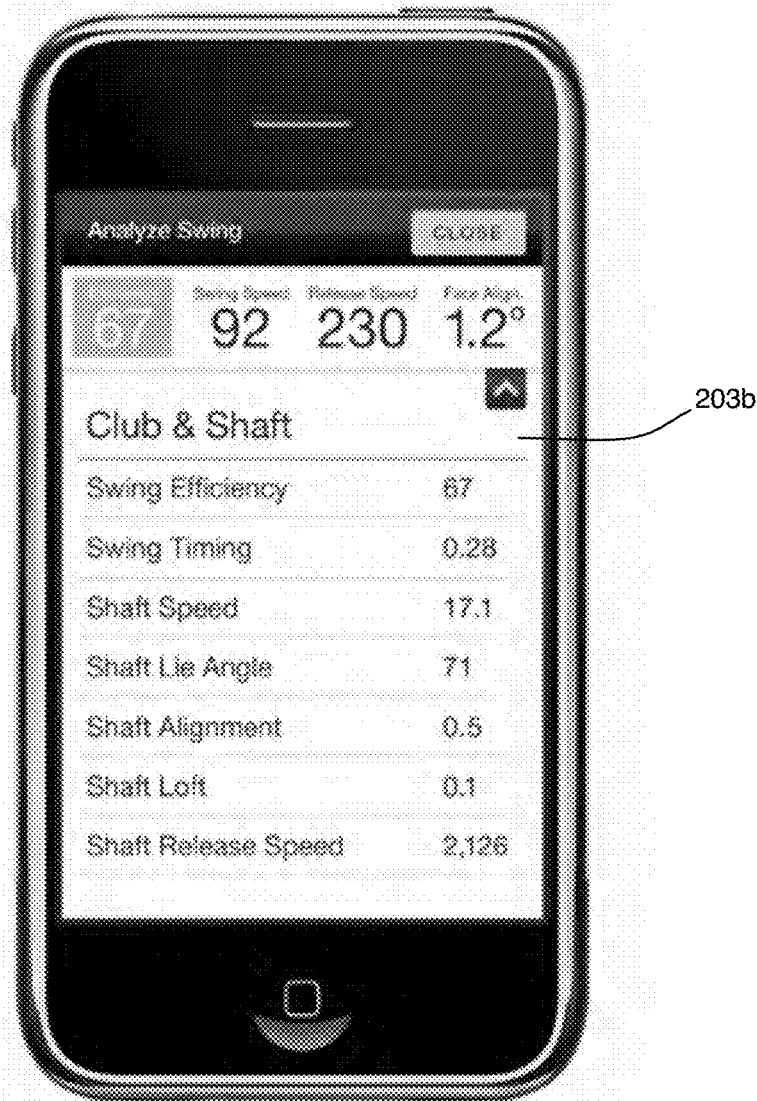 Analyze Swing CLOSE
Swing Speed Release Speed Face Align.
67 92 230 1.2°
Club & Shaft
203b
Swing Efficiency 67
Swing Timing 0.28
Shaft Speed 17.1
Shaft Lie Angle 71
Shaft Alignment 0.5
Shaft Loft 0.1
Shaft Release Speed 2,126